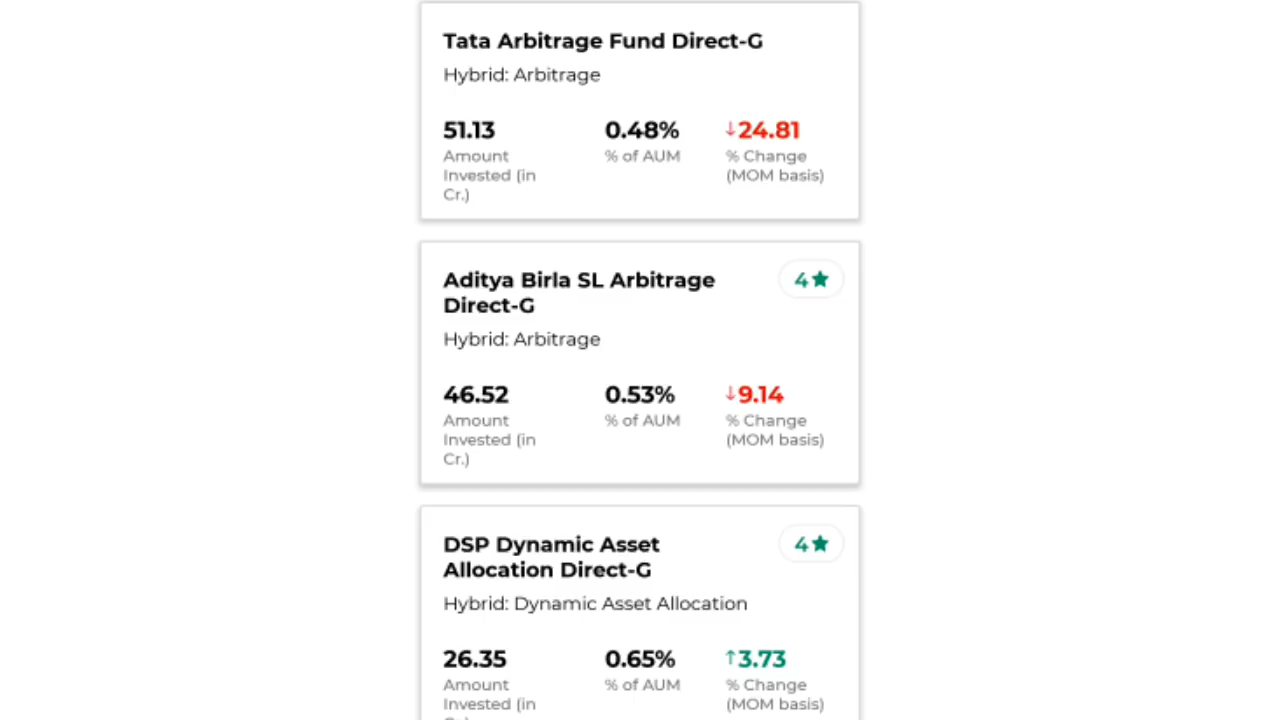 Tata Arbitrage Fund Direct-G
Hybrid: Arbitrage
51.13 0.48% ↓24.81
Amount % of AUM % Change
Invested (in (MOM basis)
Cr.)
Aditya Birla SL Arbitrage 4★
Direct-G
Hybrid: Arbitrage
46.52 0.53% ↓9.14
Amount % of AUM % Change
Invested (in (MOM basis)
Cr.)
DSP Dynamic Asset 4★
Allocation Direct-G
Hybrid: Dynamic Asset Allocation
26.35 0.65% ↑3.73
Amount % of AUM % Change
Invested (in (MOM basis)